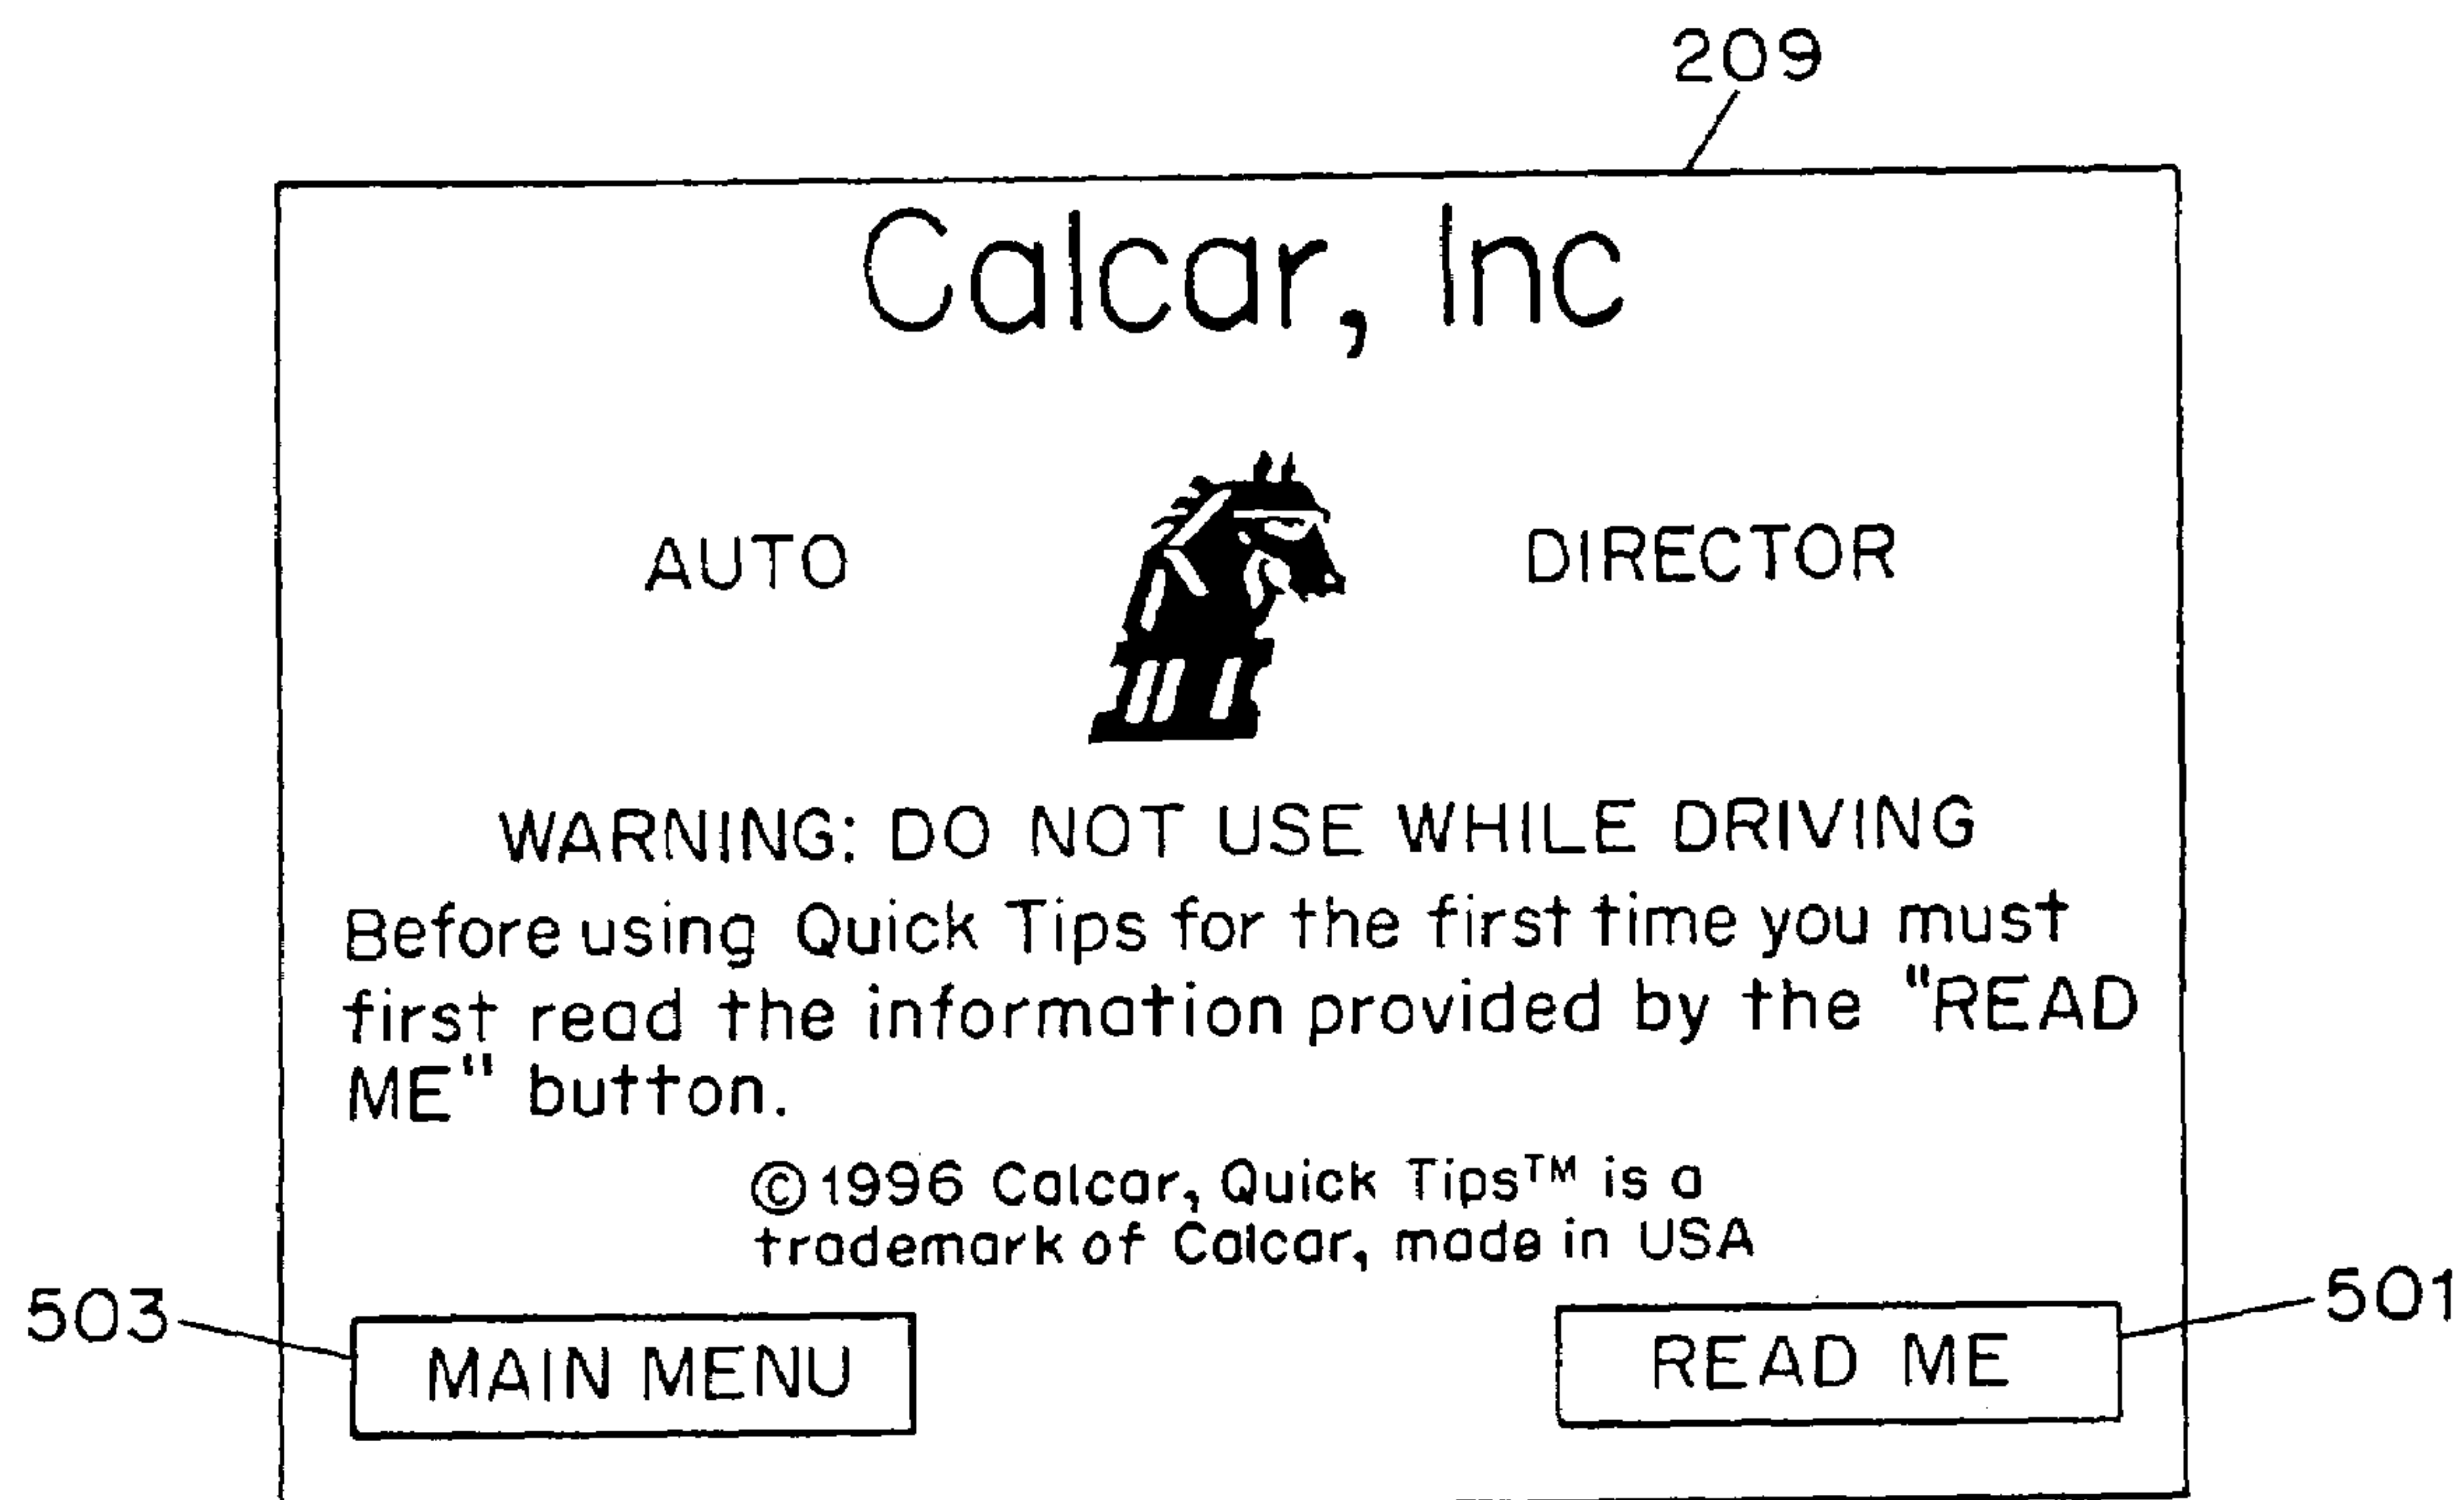 209
Calcar, Inc
AUTO DIRECTOR
WARNING: DO NOT USE WHILE DRIVING
Before using Quick Tips for the first time you must
first read the information provided by the "READ
ME" button.
©1996 Calcar, Quick Tips™ is a
trademark of Calcar, made in USA
503 MAIN MENU READ ME 501